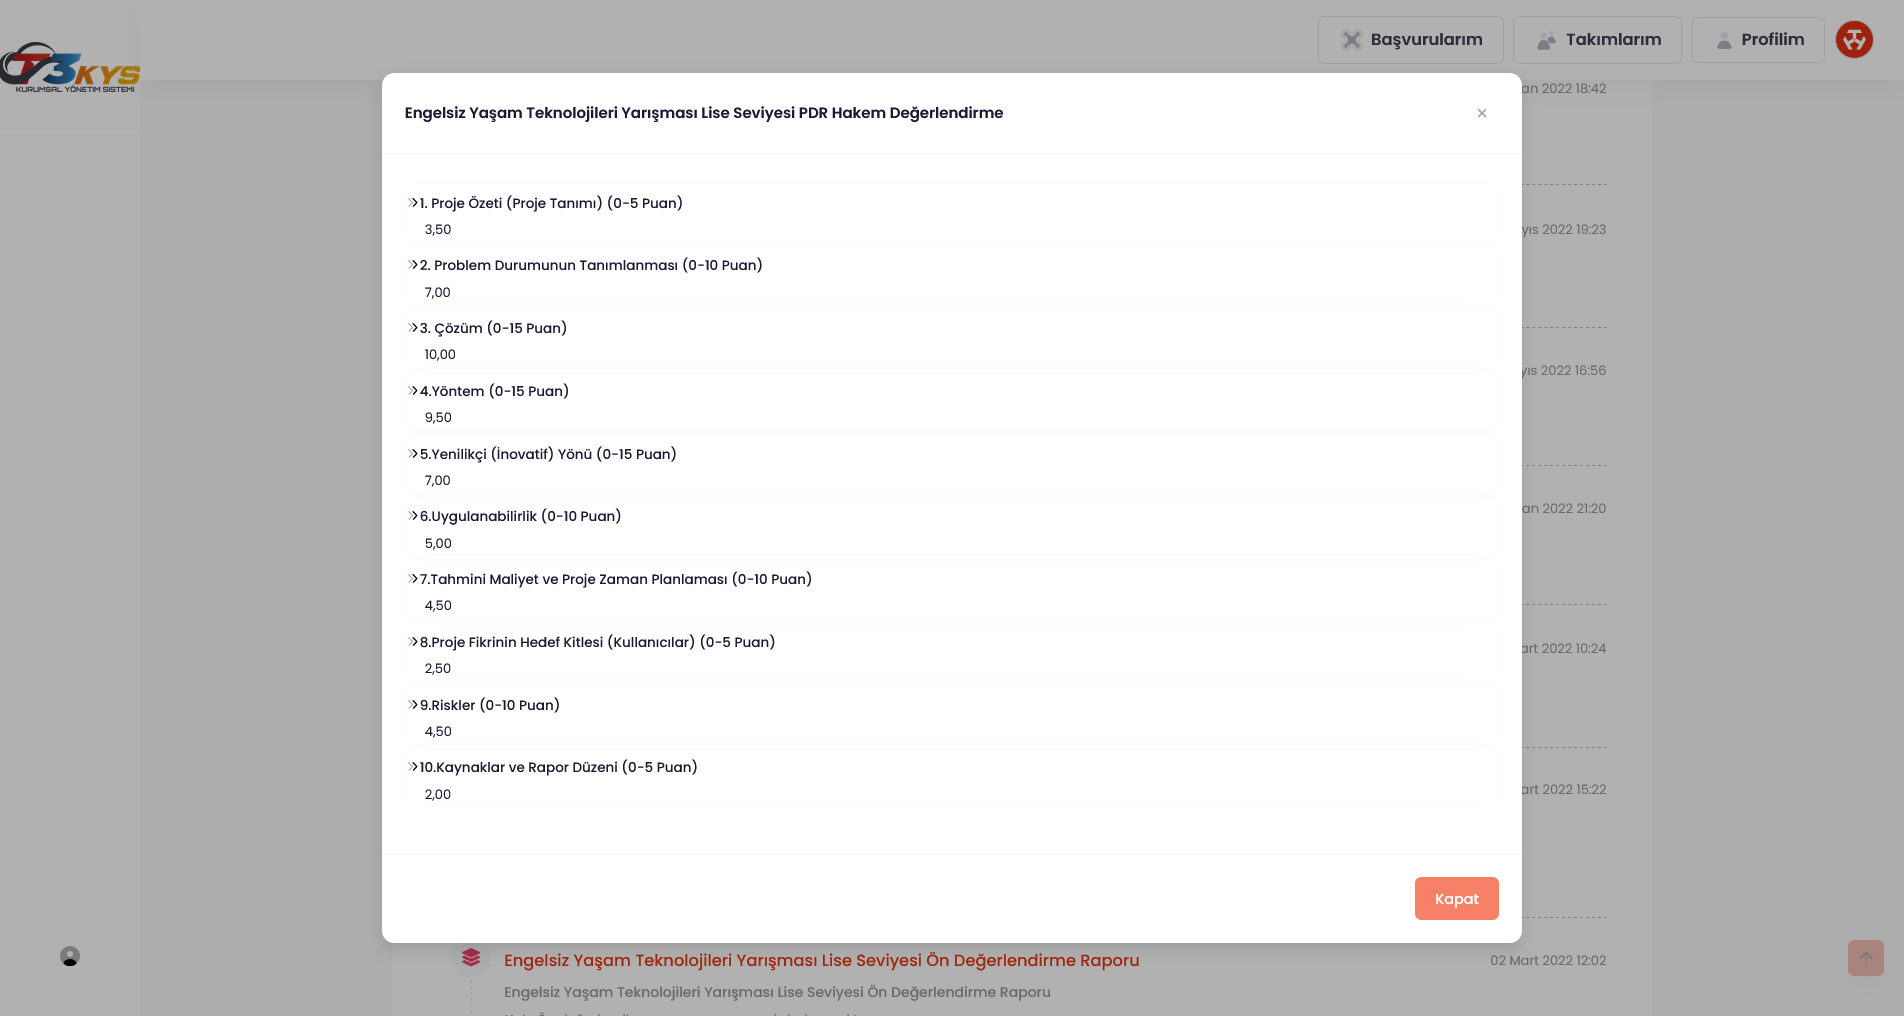 T3KYS
KURUMSAL YÖNETİM SİSTEMİ
Başvurularım
Takımlarım
Profilim
an 2022 18:42
Engelsiz Yaşam Teknolojileri Yarışması Lise Seviyesi PDR Hakem Değerlendirme
×
1. Proje Özeti (Proje Tanımı) (0-5 Puan)
3,50
yıs 2022 19:23
2. Problem Durumunun Tanımlanması (0-10 Puan)
7,00
3. Çözüm (0-15 Puan)
10,00
yıs 2022 16:56
4.Yöntem (0-15 Puan)
9,50
5.Yenilikçi (İnovatif) Yönü (0-15 Puan)
7,00
an 2022 21:20
6.Uygulanabilirlik (0-10 Puan)
5,00
7.Tahmini Maliyet ve Proje Zaman Planlaması (0-10 Puan)
4,50
8.Proje Fikrinin Hedef Kitlesi (Kullanıcılar) (0-5 Puan)
2,50
art 2022 10:24
9.Riskler (0-10 Puan)
4,50
10.Kaynaklar ve Rapor Düzeni (0-5 Puan)
2,00
art 2022 15:22
Kapat
Engelsiz Yaşam Teknolojileri Yarışması Lise Seviyesi Ön Değerlendirme Raporu
02 Mart 2022 12:02
Engelsiz Yaşam Teknolojileri Yarışması Lise Seviyesi Ön Değerlendirme Raporu